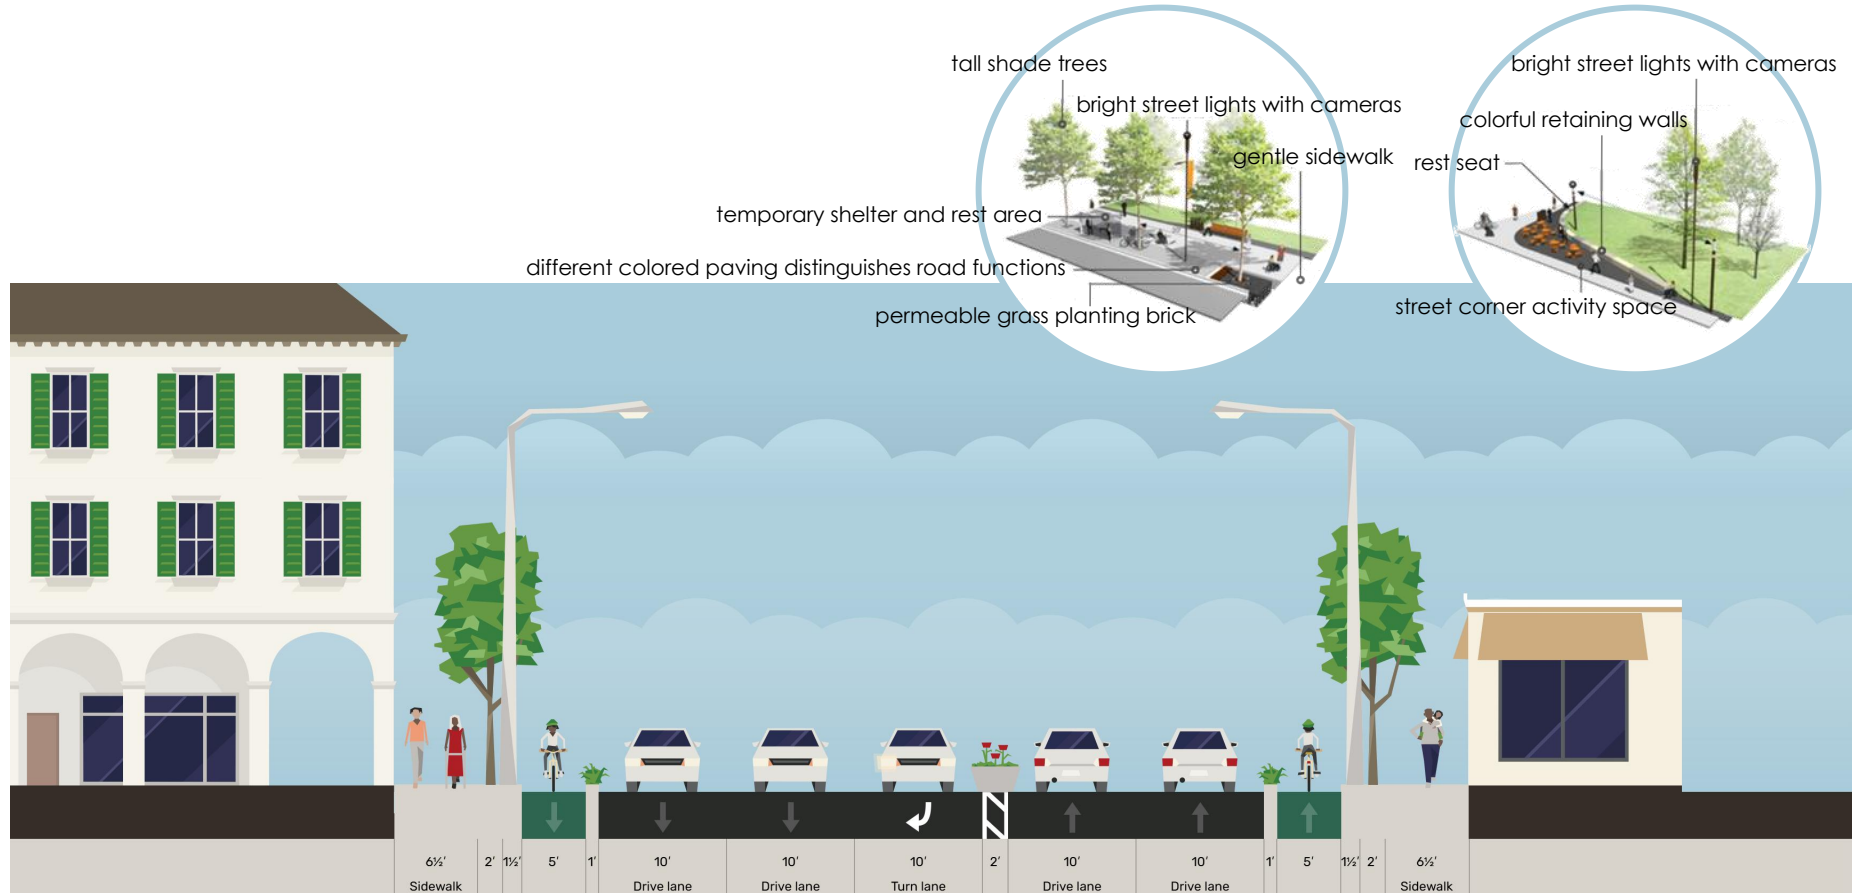 tall shade trees
bright street lights with cameras
gentle sidewalk
temporary shelter and rest area
different colored paving distinguishes road functions
permeable grass planting brick
bright street lights with cameras
colorful retaining walls
rest seat
street corner activity space
6½' 2' 1½' 5' 1' 10' 10' 10' 2' 10' 10' 1' 5' 1½' 2' 6½'
Sidewalk Drive lane Drive lane Turn lane Drive lane Drive lane Sidewalk